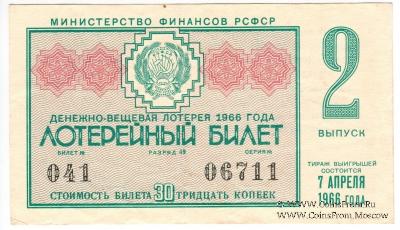 МИНИСТЕРСТВО ФИНАНСОВ РСФСР
2
ВЫПУСК
ДЕНЕЖНО-ВЕЩЕВАЯ ЛОТЕРЕЯ 1966 ГОДА
ЛОТЕРЕЙНЫЙ БИЛЕТ
БИЛЕТ № РАЗРЯД 49 СЕРИЯ №
041 06711
СТОИМОСТЬ БИЛЕТА 30 ТРИДЦАТЬ КОПЕЕК
ТИРАЖ ВЫИГРЫШЕЙ
СОСТОИТСЯ
7 АПРЕЛЯ
1966 ГОДА
www.CoinsFrom.Moscow